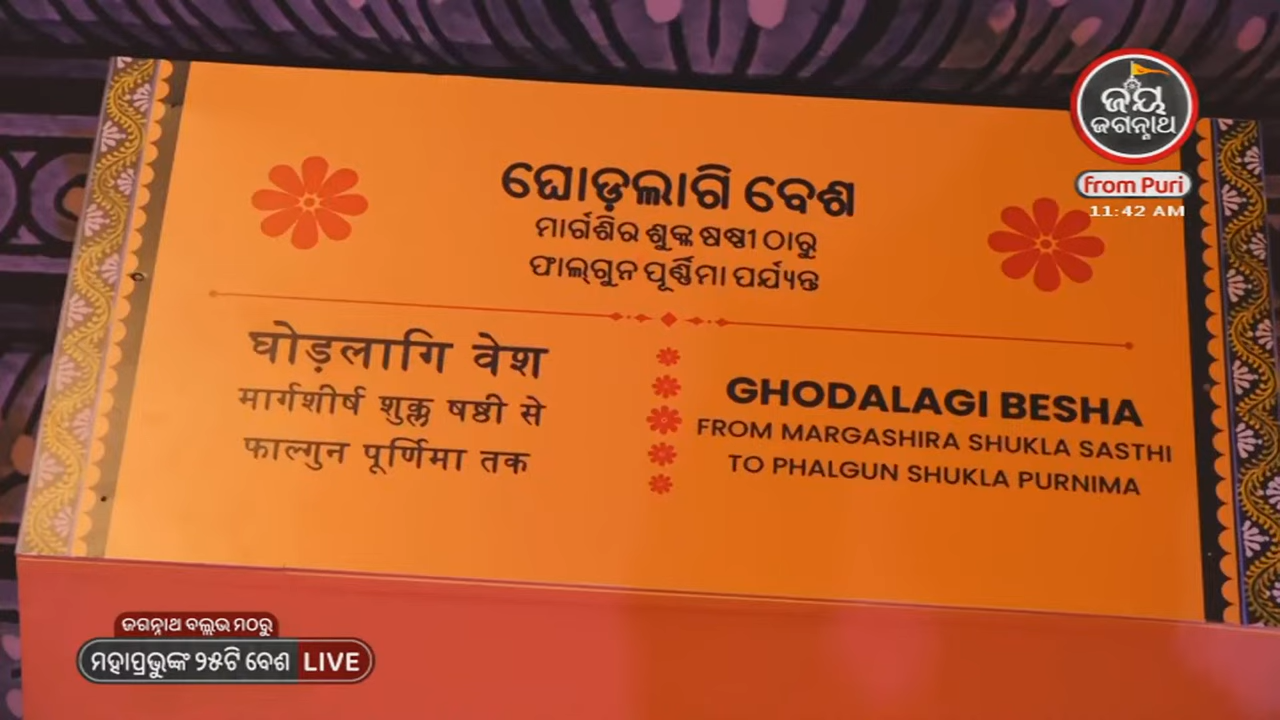 ଜୟ
ଜଗନ୍ନାଥ
from Puri
11:42 AM
ଘୋଡ଼ଲାଗି ବେଶ
ମାର୍ଗଶିର ଶୁକ୍ଳ ଷଷ୍ଠୀ ଠାରୁ
ଫାଲ୍‌ଗୁନ ପୂର୍ଣ୍ଣିମା ପର୍ଯ୍ୟନ୍ତ
घोड़लागि वेश
मार्गशीर्ष शुक्ल षष्ठी से
फाल्गुन पूर्णिमा तक
GHODALAGI BESHA
FROM MARGASHIRA SHUKLA SASTHI
TO PHALGUN SHUKLA PURNIMA
ଜଗନ୍ନାଥ ବଲ୍ଲଭ ମଠରୁ
ମହାପ୍ରଭୁଙ୍କ ୨୫ଟି ବେଶ LIVE